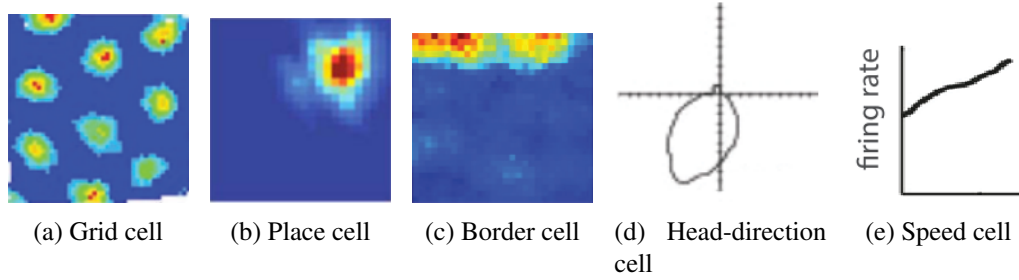 firing rate
(a) Grid cell
(b) Place cell
(c) Border cell
(d) Head-direction
cell
(e) Speed cell